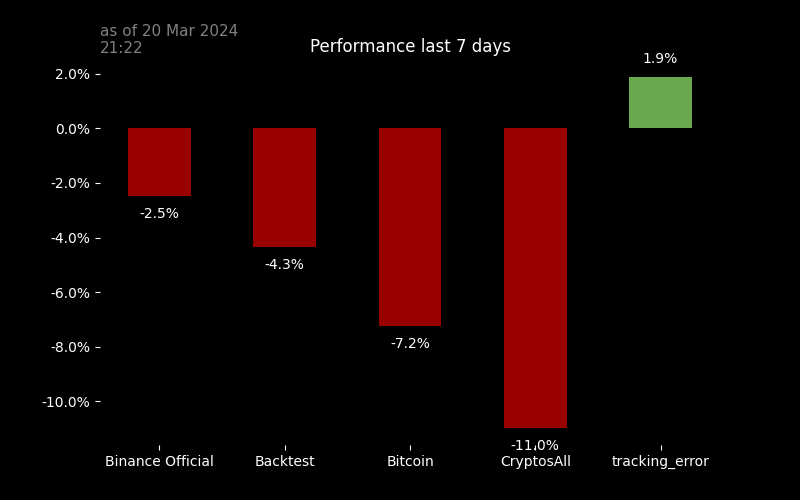 as of 20 Mar 2024
21:22
Performance last 7 days
1.9%
2.0%
0.0%
-2.0%
-2.5%
-4.0%
-4.3%
-6.0%
-7.2%
-8.0%
-10.0%
-11.0%
Binance Official
Backtest
Bitcoin
CryptosAll
tracking_error